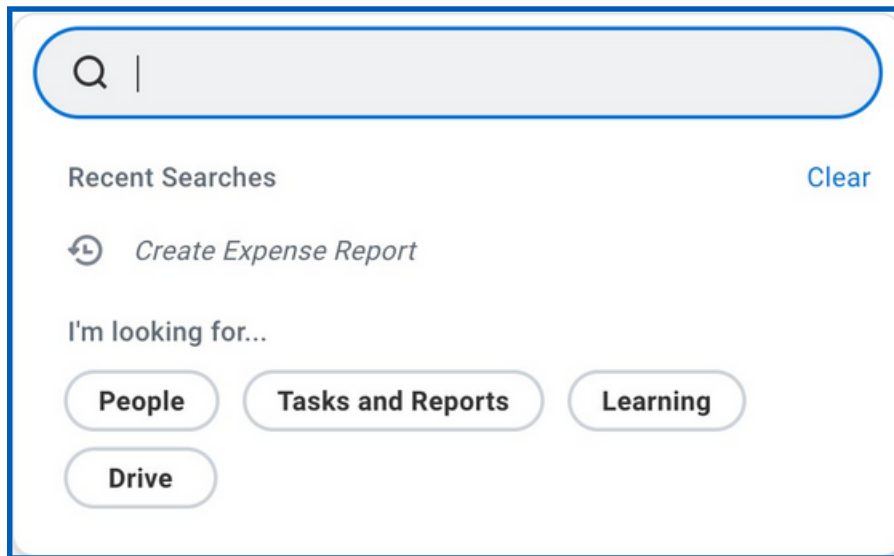 Recent Searches Clear
Create Expense Report
I'm looking for...
People Tasks and Reports Learning
Drive